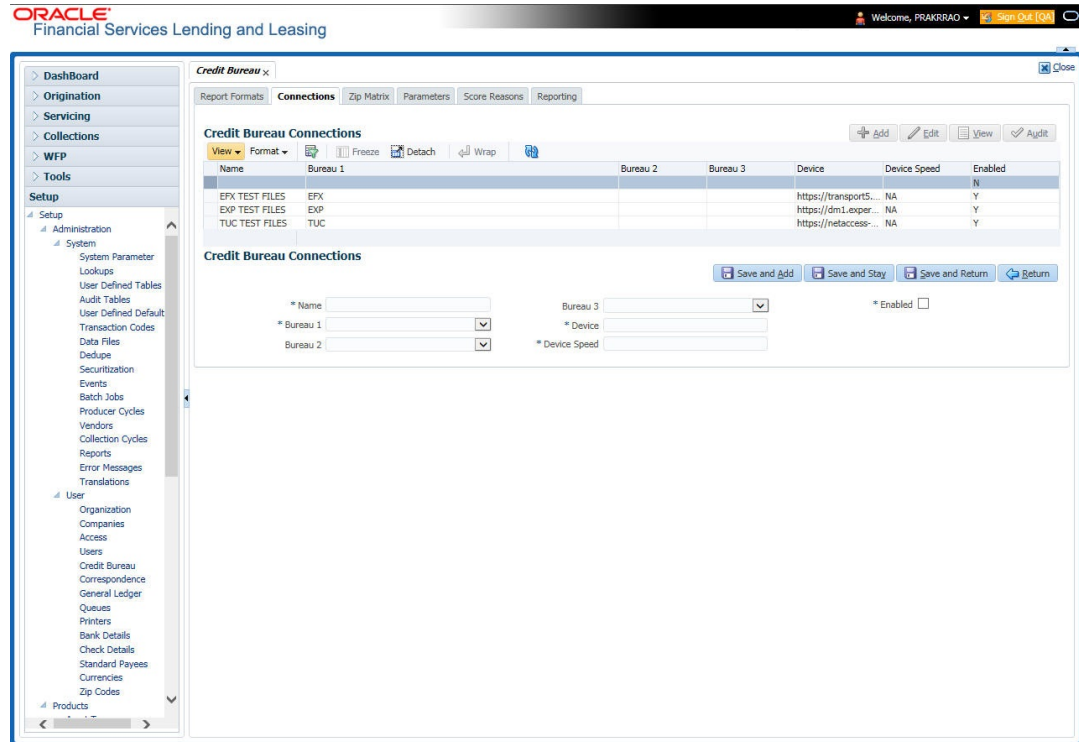 ORACLE
Financial Services Lending and Leasing
Welcome, PRAKRRAO
Sign Out [QA]
DashBoard
Origination
Servicing
Collections
WFP
Tools
Setup
Setup
Administration
System
System Parameter
Lookups
User Defined Tables
Audit Tables
User Defined Default
Transaction Codes
Data Files
Dedupe
Securitization
Events
Batch Jobs
Producer Cycles
Vendors
Collection Cycles
Reports
Error Messages
Translations
User
Organization
Companies
Access
Users
Credit Bureau
Correspondence
General Ledger
Queues
Printers
Bank Details
Check Details
Standard Payees
Currencies
Zip Codes
Products
Credit Bureau x
Close
Report Formats Connections Zip Matrix Parameters Score Reasons Reporting
Credit Bureau Connections
Add Edit View Audit
View Format Freeze Detach Wrap
Name Bureau 1 Bureau 2 Bureau 3 Device Device Speed Enabled
N
EFX TEST FILES EFX https://transport5.... NA Y
EXP TEST FILES EXP https://dm1.exper... NA Y
TUC TEST FILES TUC https://netaccess-... NA Y
Credit Bureau Connections
Save and Add Save and Stay Save and Return Return
* Name Bureau 3 * Enabled
* Bureau 1 * Device
Bureau 2 * Device Speed